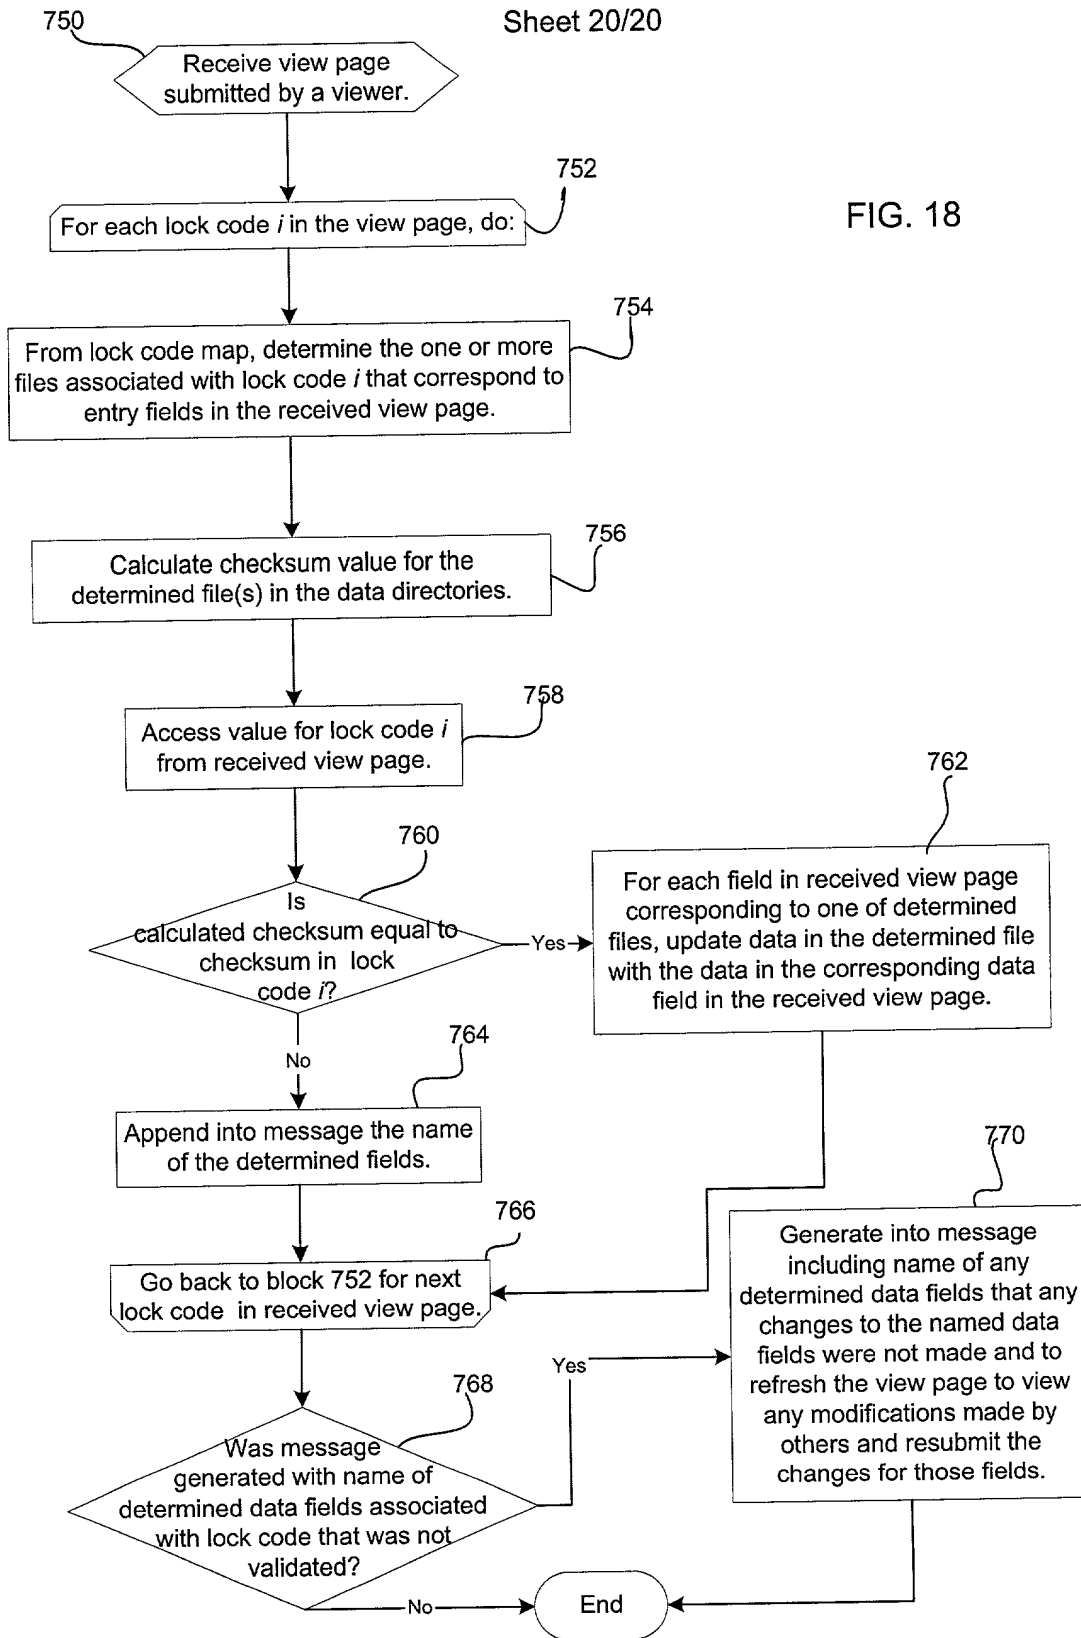 Sheet 20/20
750
Receive view page
submitted by a viewer.
752
For each lock code i in the view page, do:
FIG. 18
754
From lock code map, determine the one or more
files associated with lock code i that correspond to
entry fields in the received view page.
756
Calculate checksum value for the
determined file(s) in the data directories.
758
Access value for lock code i
from received view page.
760
Is
calculated checksum equal to
checksum in lock
code i?
Yes
762
For each field in received view page
corresponding to one of determined
files, update data in the determined file
with the data in the corresponding data
field in the received view page.
No
764
Append into message the name
of the determined fields.
766
Go back to block 752 for next
lock code in received view page.
768
Was message
generated with name of
determined data fields associated
with lock code that was not
validated?
Yes
770
Generate into message
including name of any
determined data fields that any
changes to the named data
fields were not made and to
refresh the view page to view
any modifications made by
others and resubmit the
changes for those fields.
No
End